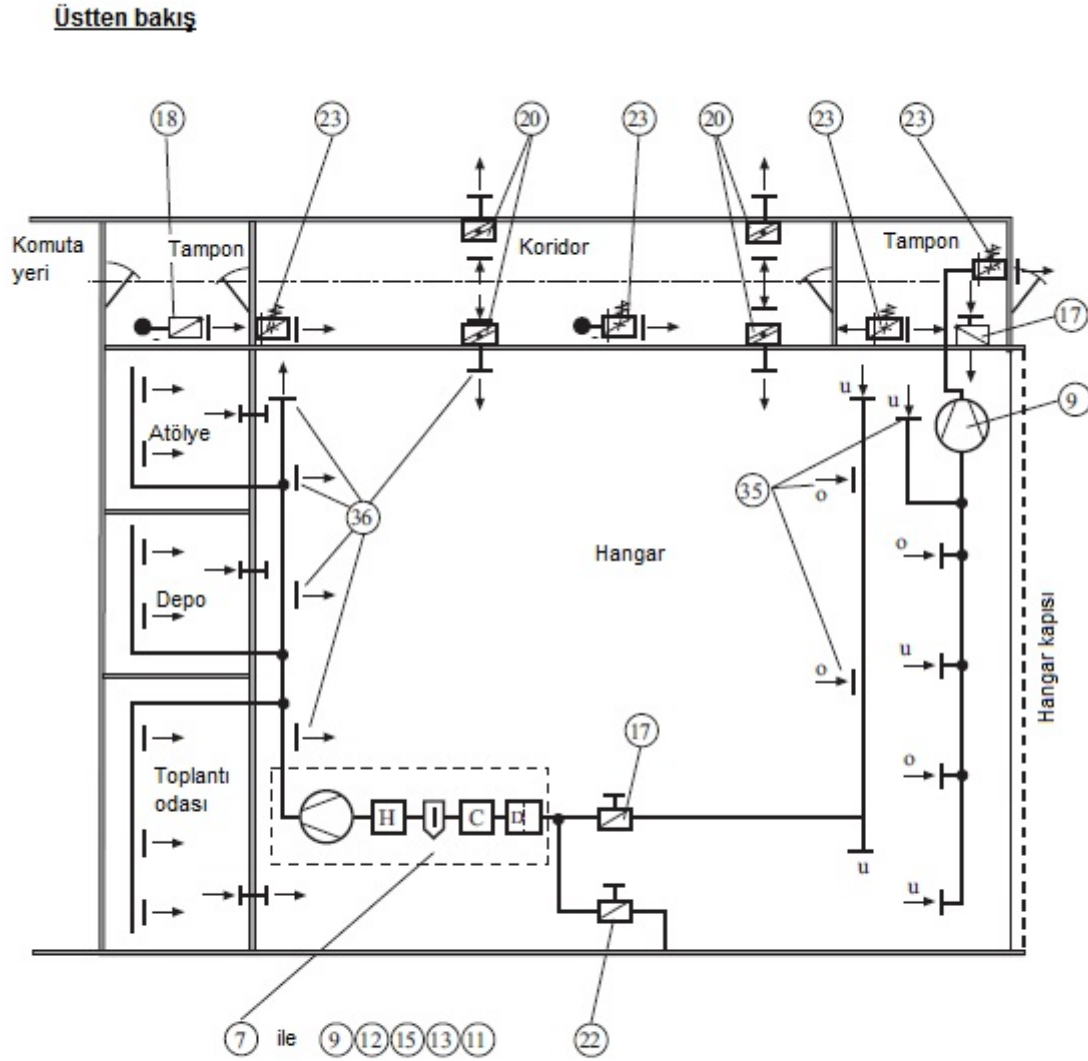 Üstten bakış
18 23 20 23 20 23 23
Komuta yeri
Tampon
Koridor
Tampon
17
9
u
u
Atölye
36
35
o
Hangar
o
Depo
u
o
Hangar kapısı
17
Toplantı odası
o
H
C
D
u
u
22
7 ile 9 12 15 13 11